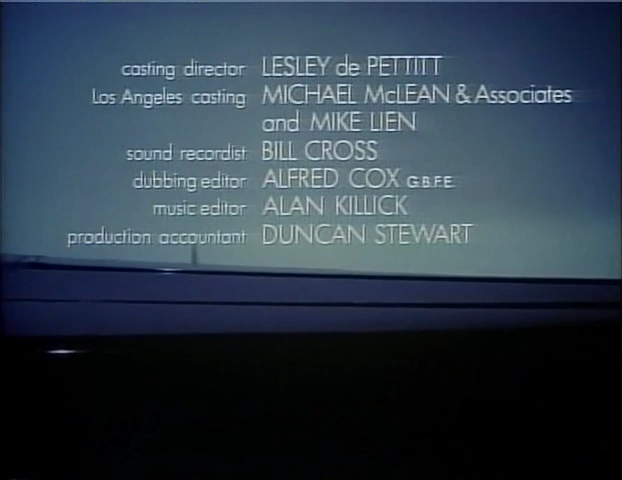 casting director LESLEY de PETTITT
Los Angeles casting MICHAEL McLEAN & Associates
and MIKE LIEN
sound recordist BILL CROSS
dubbing editor ALFRED COX G.B.F.E.
music editor ALAN KILLICK
production accountant DUNCAN STEWART